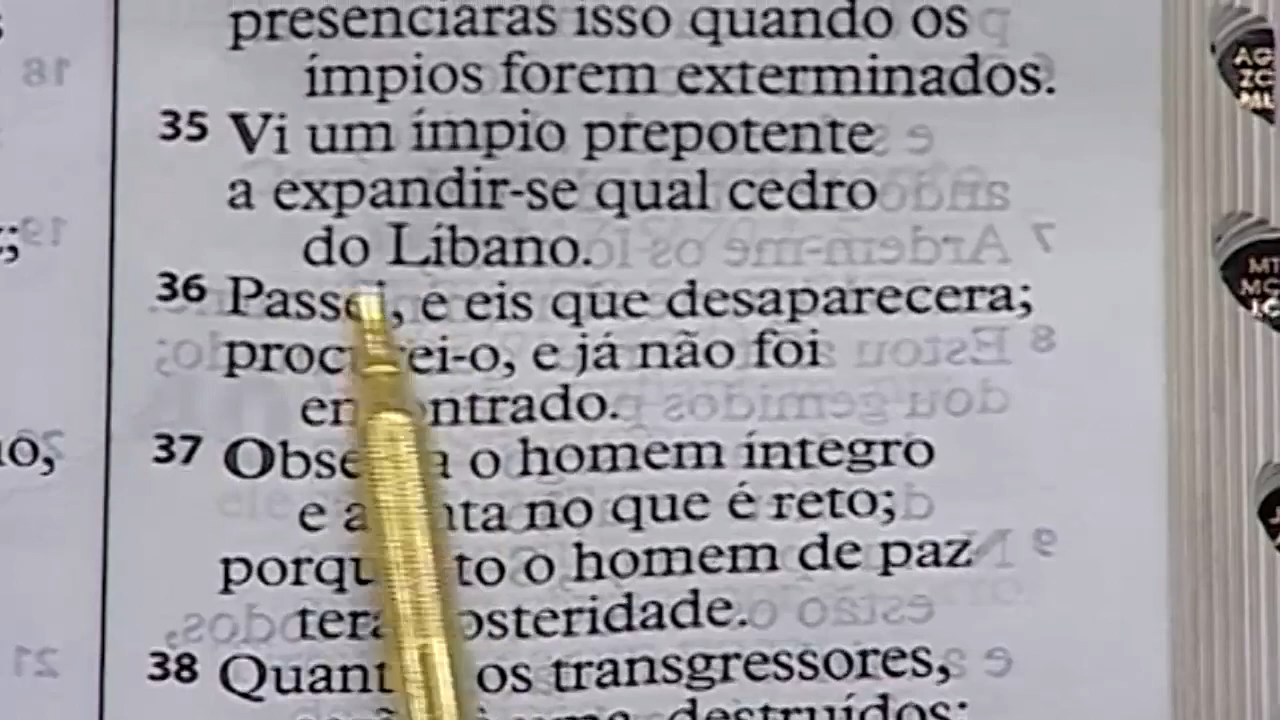 presenciarás isso quando os
ímpios forem exterminados.
35 Vi um ímpio prepotente
a expandir-se qual cedro
do Líbano.
36 Passei, e eis que desaparecera;
procurei-o, e já não foi
encontrado.
37 Observa o homem íntegro
e atenta no que é reto;
porquanto o homem de paz
terá posteridade.
38 Quanto os transgressores,
destruídos;